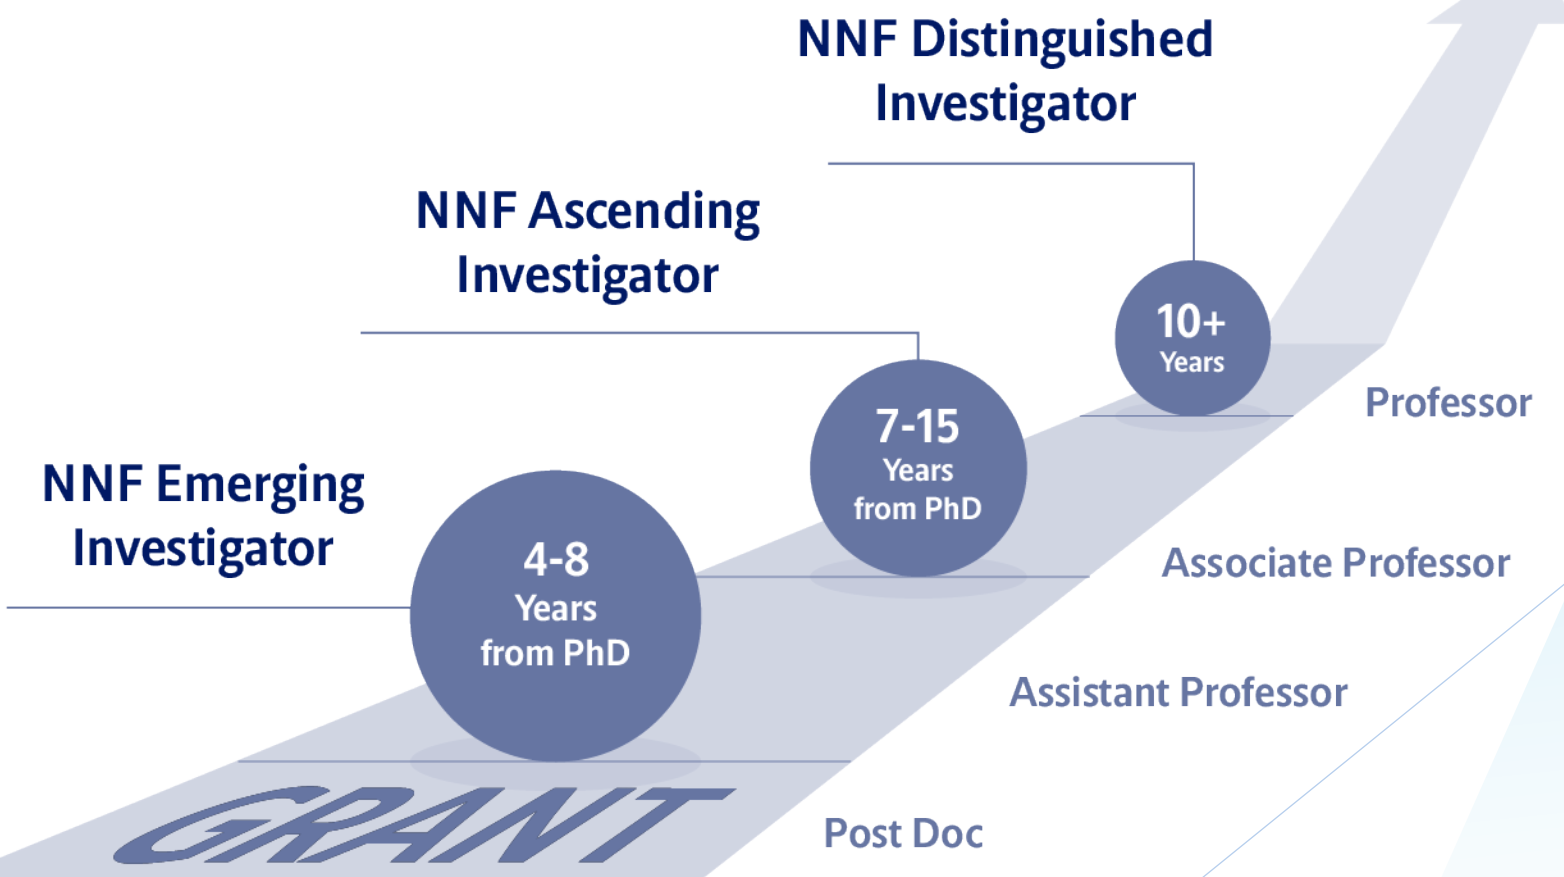 NNF Distinguished
Investigator
NNF Ascending
Investigator
NNF Emerging
Investigator
10+
Years
7-15
Years
from PhD
4-8
Years
from PhD
Professor
Associate Professor
Assistant Professor
Post Doc
GRANT